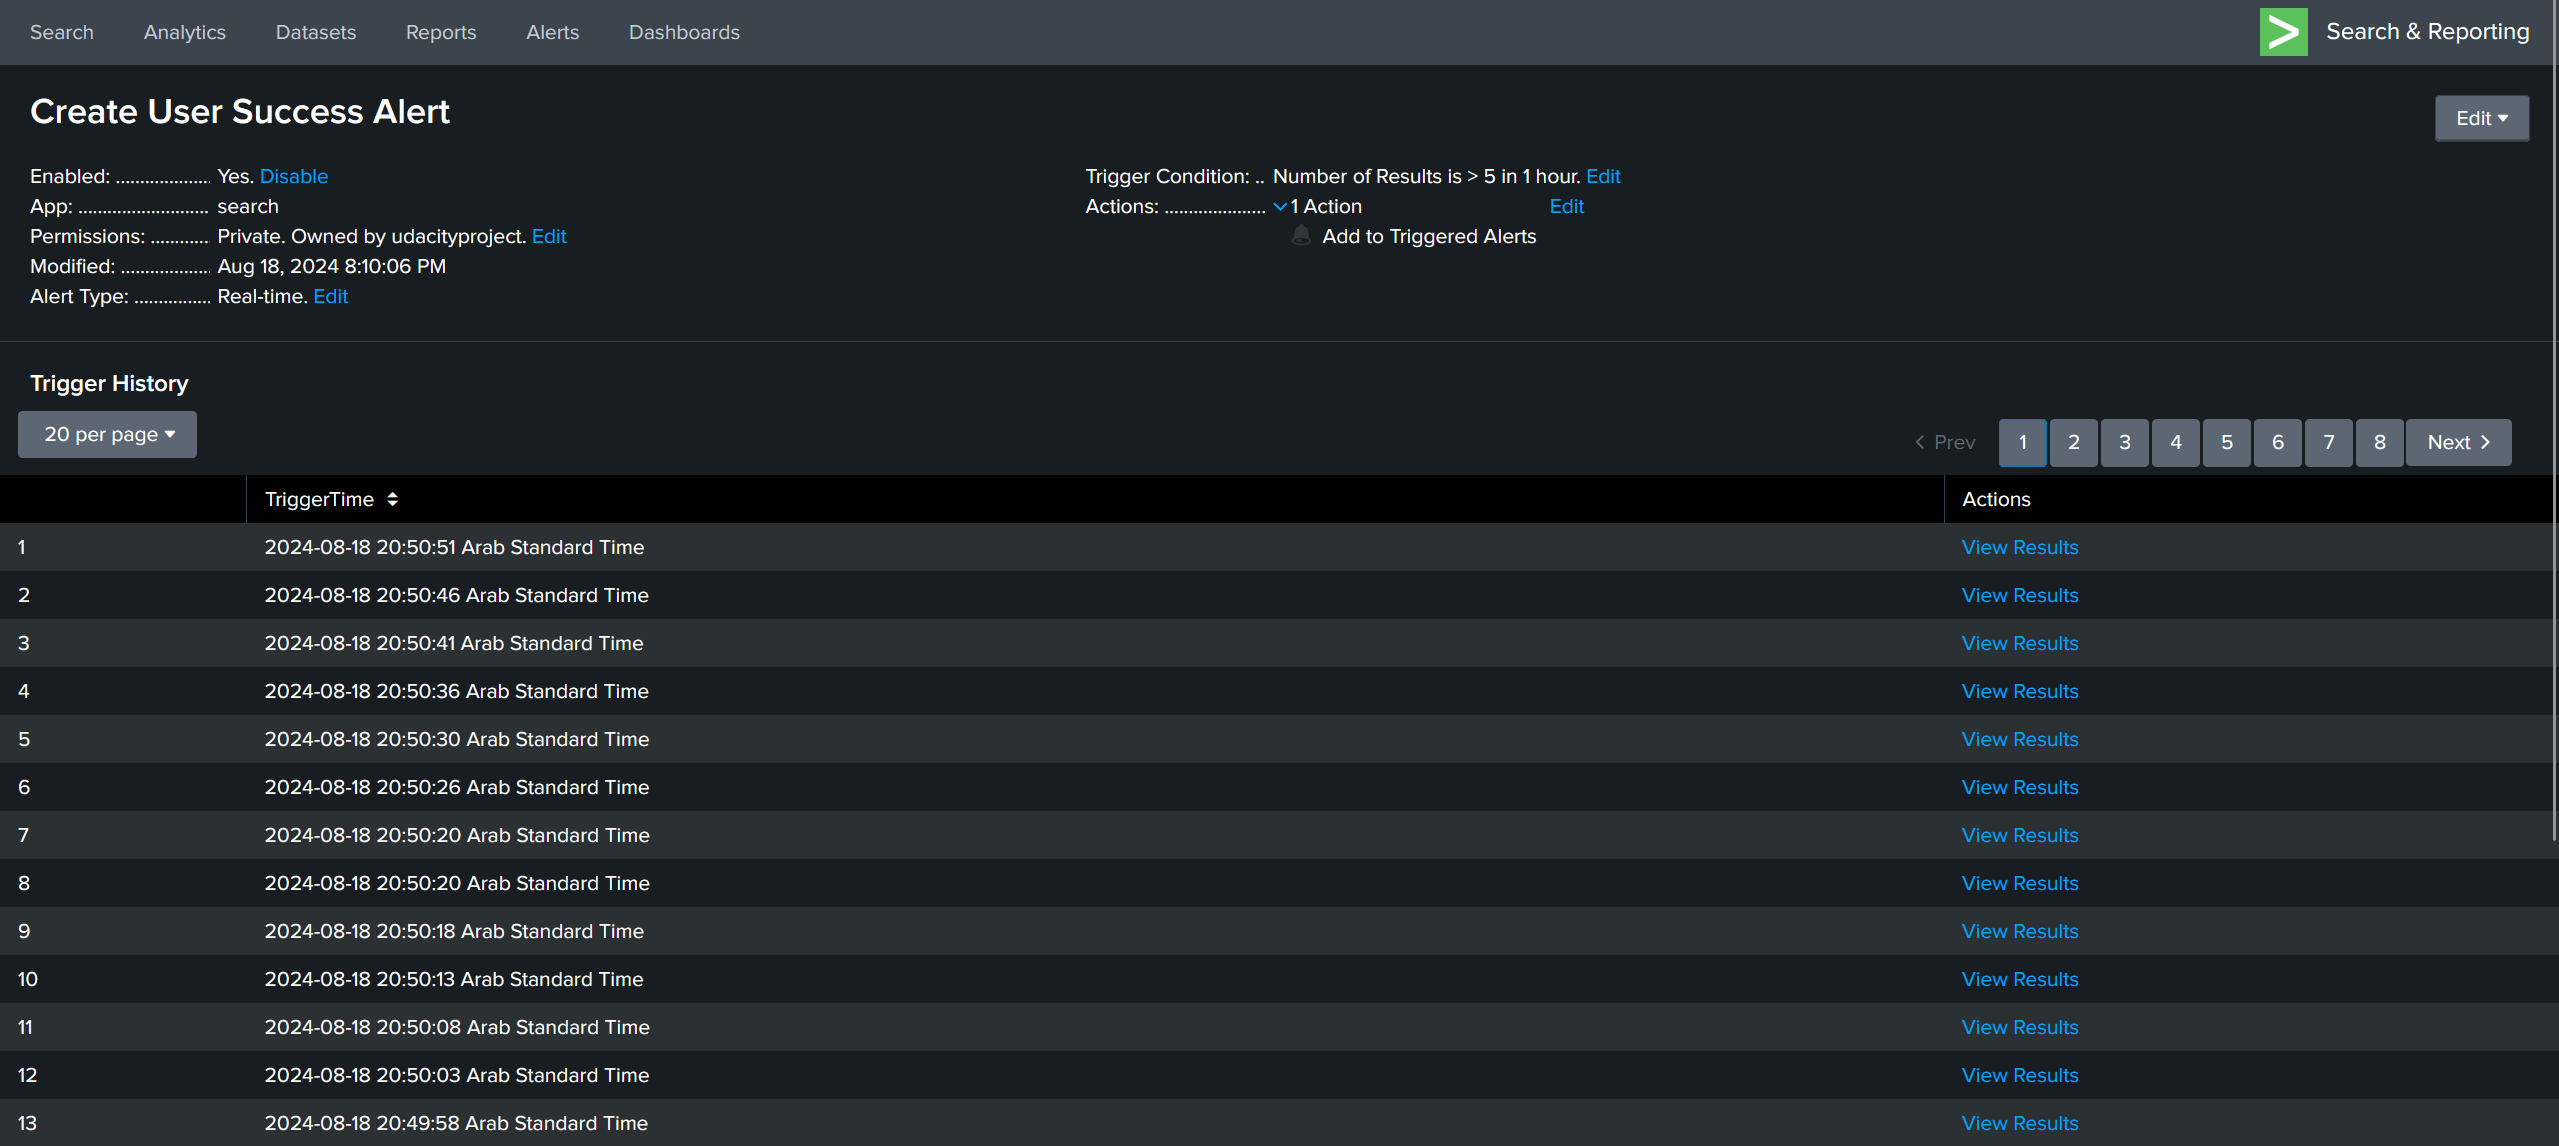 Search Analytics Datasets Reports Alerts Dashboards Search & Reporting
Create User Success Alert
Edit
Enabled: ................... Yes. Disable
App: ........................... search
Permissions: ............ Private. Owned by udacityproject. Edit
Modified: ................... Aug 18, 2024 8:10:06 PM
Alert Type: ................ Real-time. Edit
Trigger Condition: .. Number of Results is > 5 in 1 hour. Edit
Actions: ..................... 1 Action Edit
Add to Triggered Alerts
Trigger History
20 per page
Prev 1 2 3 4 5 6 7 8 Next
TriggerTime Actions
1 2024-08-18 20:50:51 Arab Standard Time View Results
2 2024-08-18 20:50:46 Arab Standard Time View Results
3 2024-08-18 20:50:41 Arab Standard Time View Results
4 2024-08-18 20:50:36 Arab Standard Time View Results
5 2024-08-18 20:50:30 Arab Standard Time View Results
6 2024-08-18 20:50:26 Arab Standard Time View Results
7 2024-08-18 20:50:20 Arab Standard Time View Results
8 2024-08-18 20:50:20 Arab Standard Time View Results
9 2024-08-18 20:50:18 Arab Standard Time View Results
10 2024-08-18 20:50:13 Arab Standard Time View Results
11 2024-08-18 20:50:08 Arab Standard Time View Results
12 2024-08-18 20:50:03 Arab Standard Time View Results
13 2024-08-18 20:49:58 Arab Standard Time View Results